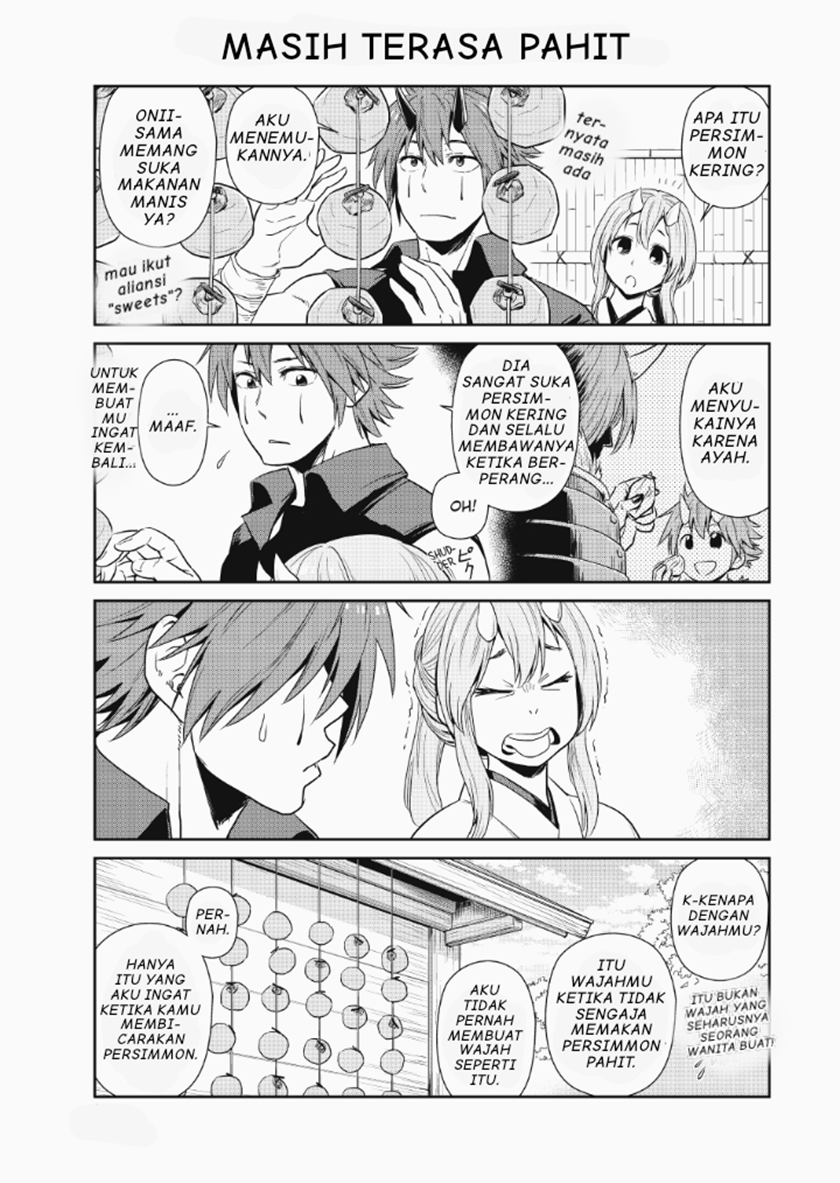 MASIH TERASA PAHIT
APA ITU
PERSIM-
MON
KERING?
ter-
nyata
masih
ada
AKU
MENEMU-
KANNYA.
ONII-
SAMA
MEMANG
SUKA
MAKANAN
MANIS
YA?
mau ikut
aliansi
"sweets"?
AKU
MENYU-
KAINYA
KARENA
AYAH.
DIA
SANGAT SUKA
PERSIM-
MON KERING
DAN SELALU
MEMBAWANYA
KETIKA BER-
PERANG...
OH!
SHUD-
DER
ピク
...
MAAF.
UNTUK
MEM-
BUAT
MU
INGAT
KEM-
BALI...
K-KENAPA
DENGAN
WAJAHMU?
ITU BUKAN
WAJAH YANG
SEHARUSNYA
SEORANG
WANITA BUAT!
ITU
WAJAHMU
KETIKA TIDAK
SENGAJA
MEMAKAN
PERSIMMON
PAHIT.
AKU
TIDAK
PERNAH
MEMBUAT
WAJAH
SEPERTI
ITU.
PER-
NAH.
HANYA
ITU YANG
AKU INGAT
KETIKA KAMU
MEMBI-
CARAKAN
PERSIMMON.